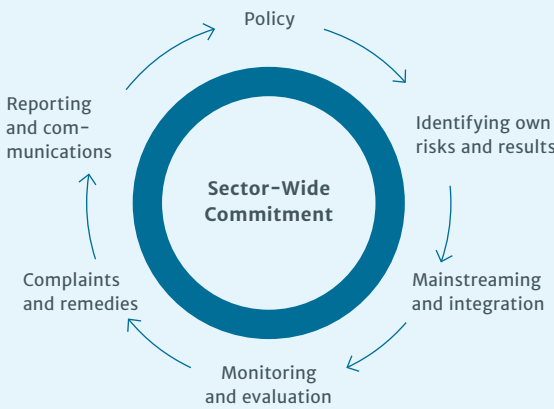 Policy
Identifying own
risks and results
Mainstreaming
and integration
Monitoring
and evaluation
Complaints
and remedies
Reporting
and com-
munications
Sector-Wide
Commitment